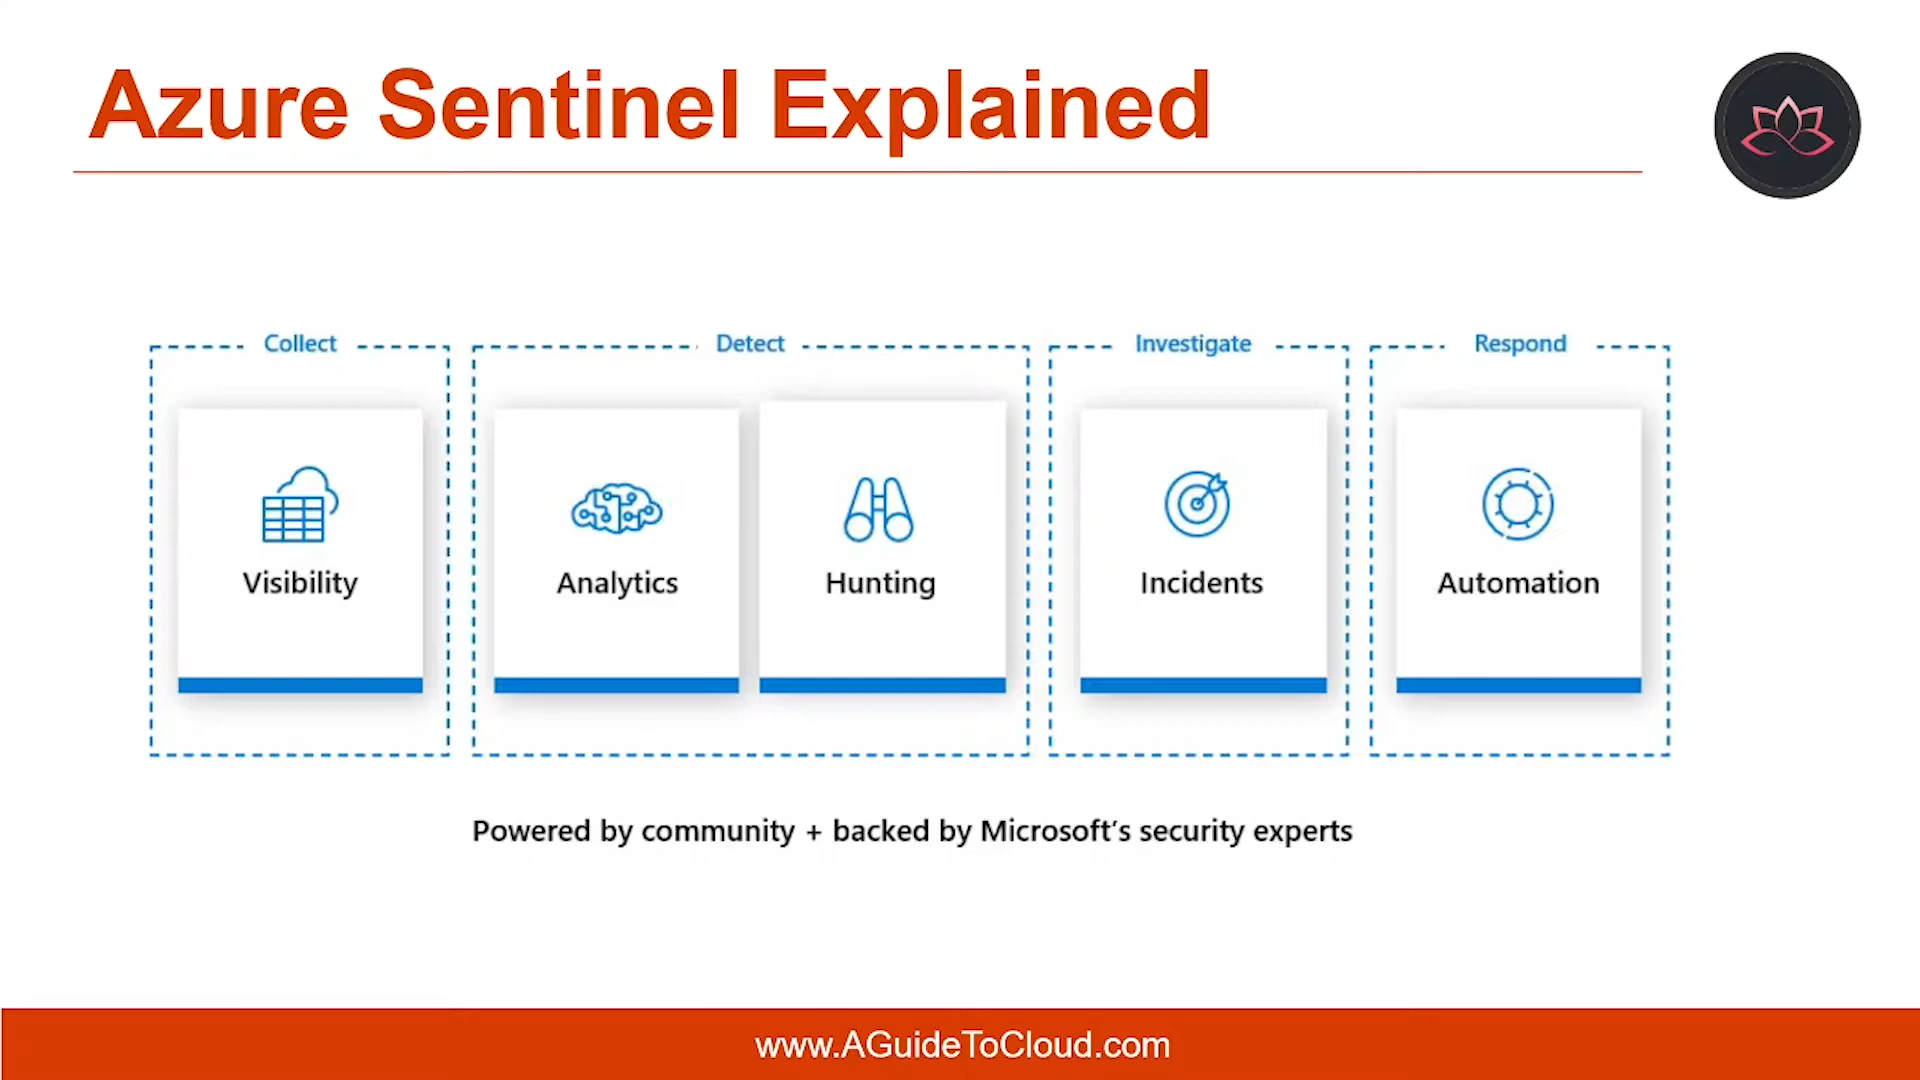 Azure Sentinel Explained
Collect
Detect
Investigate
Respond
Visibility
Analytics
Hunting
Incidents
Automation
Powered by community + backed by Microsoft's security experts
www.AGuideToCloud.com